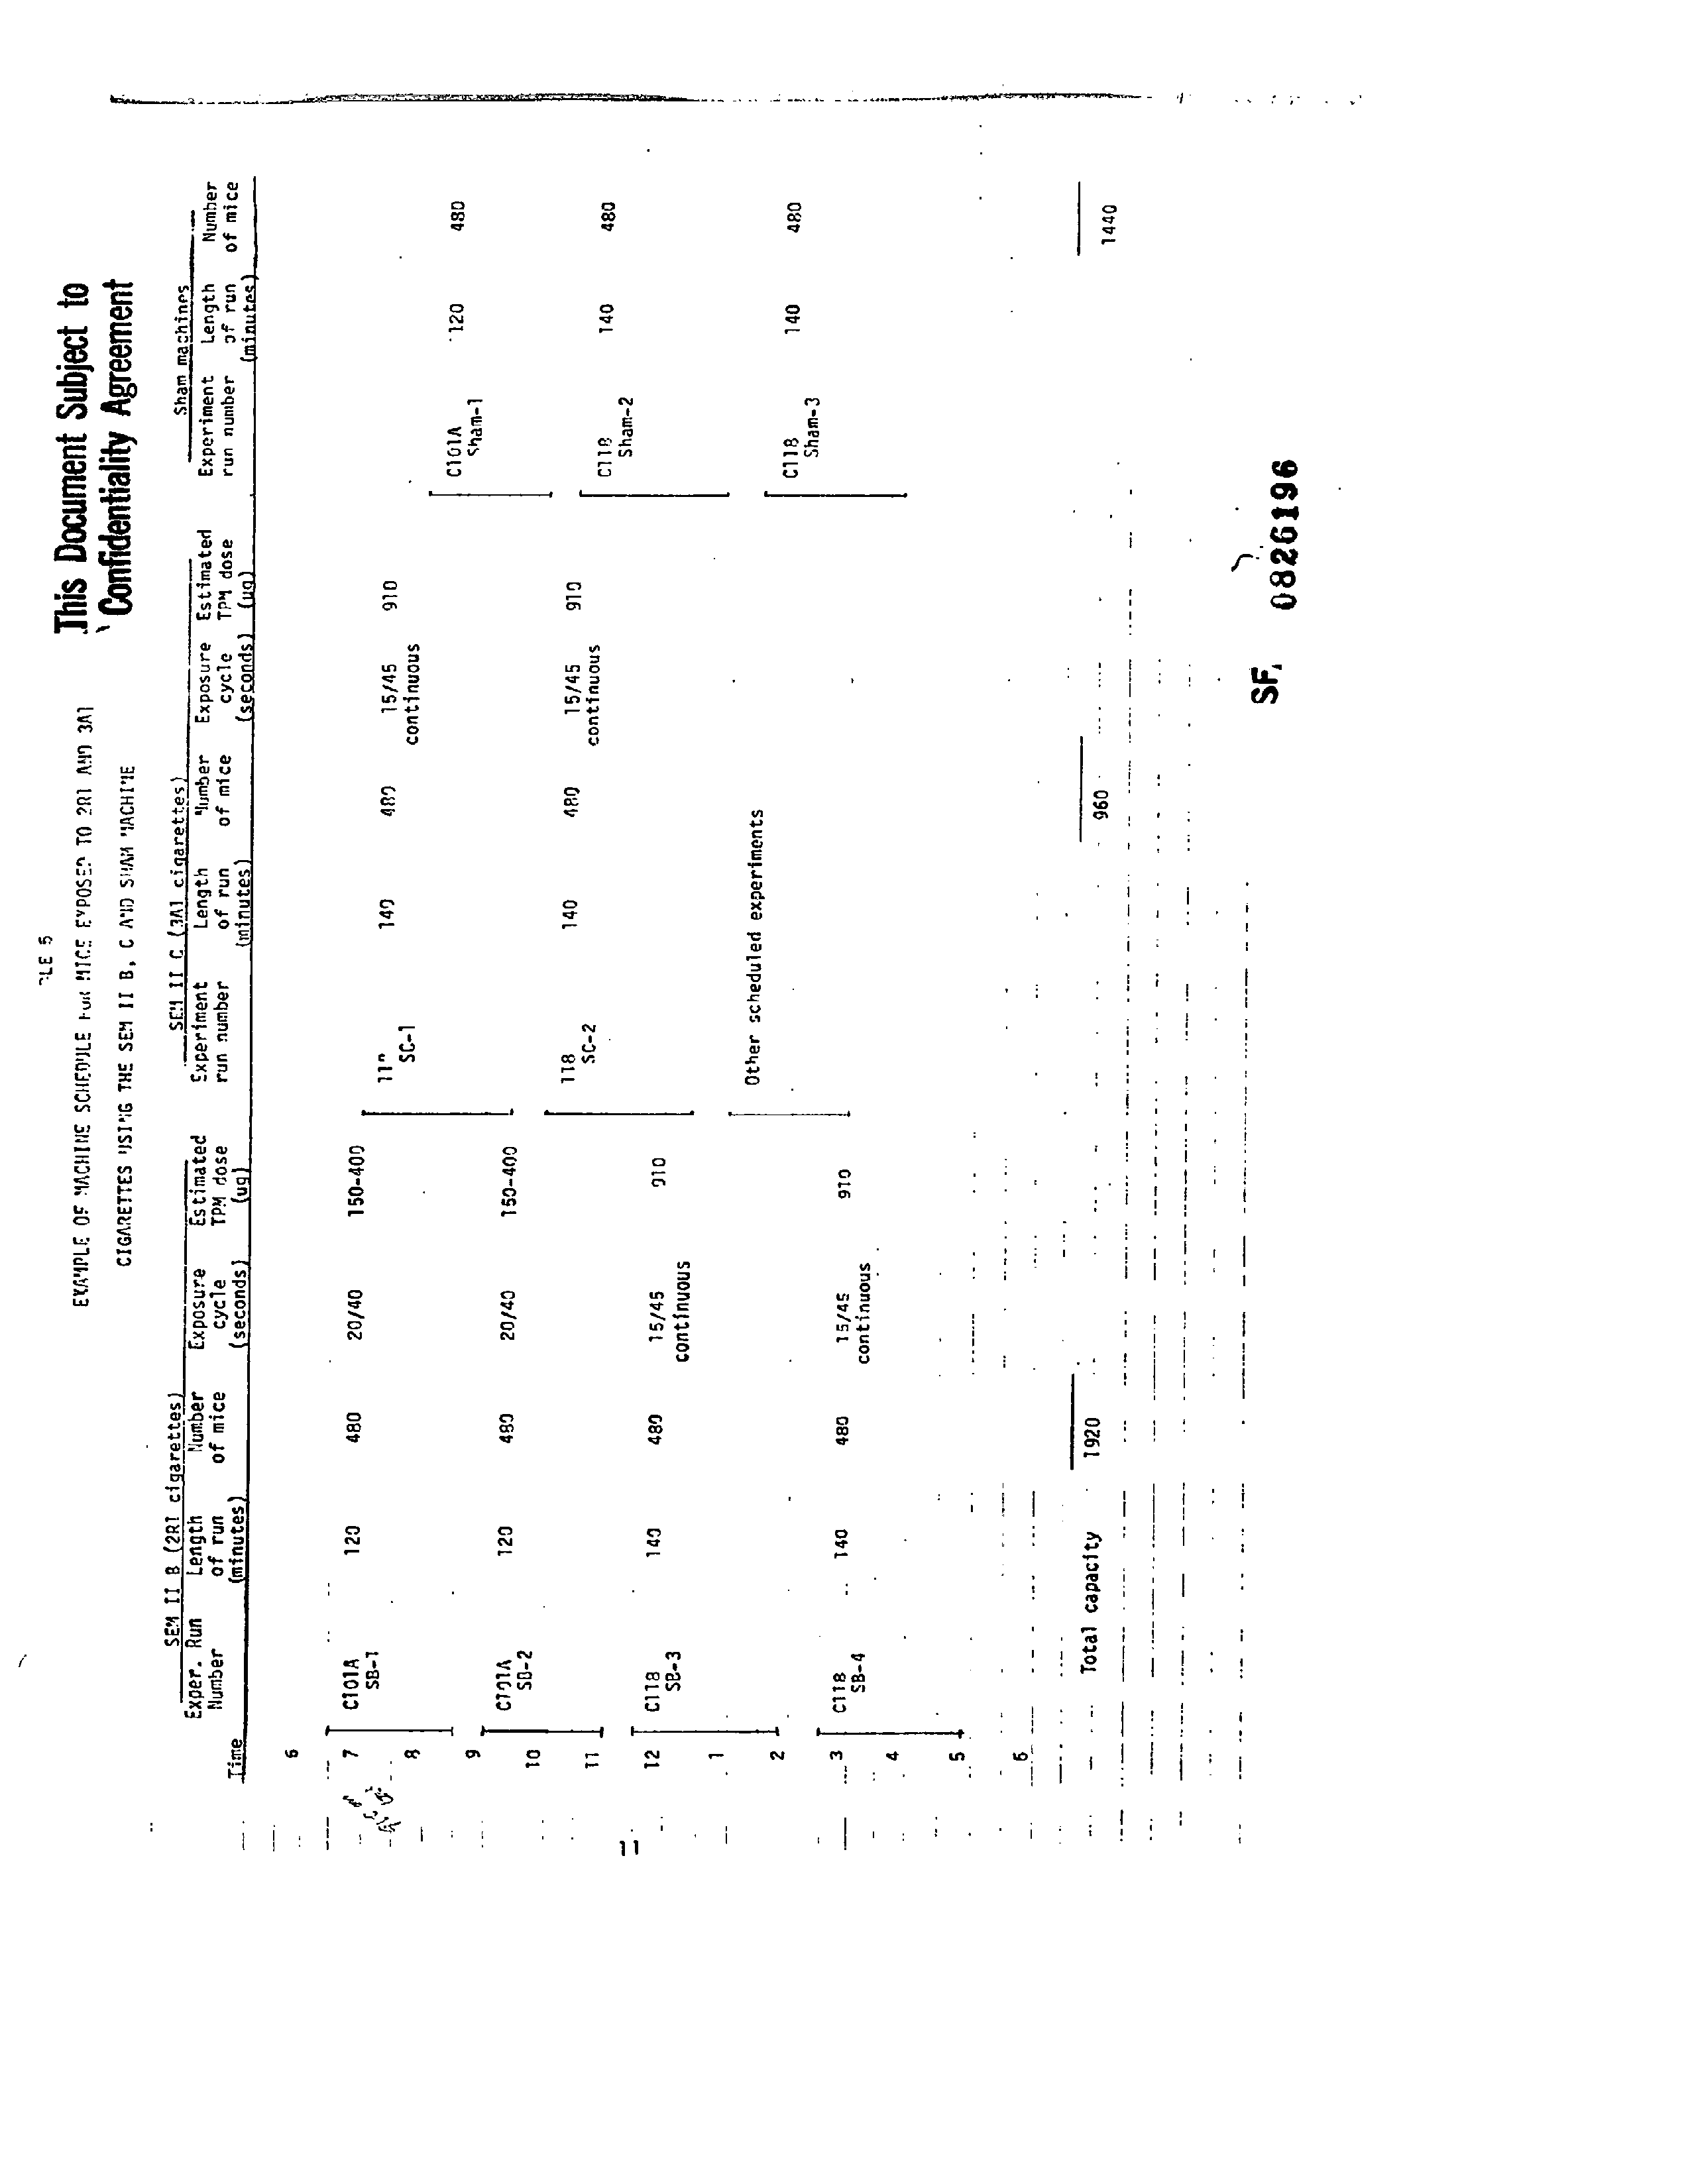 This Document Subject to
Confidentiality Agreement
5
EXAMPLE OF MACHINE SCHEDULE FOR MICE EXPOSED TO 2R1 AND 3A1
CIGARETTES USING THE SEM II B, C AND SHAM MACHINE
SEM II B (2R1 cigarettes) SEM II C (3A1 cigarettes) Sham machines
Exper. Run Length Number Exposure Estimated Experiment Length Number Exposure Estimated Experiment Length Number
Number of run of mice cycle TPM dose run number of run of mice cycle TPM dose run number of run of mice
Time (minutes) (seconds) (ug) (minutes) (seconds) (ug) (minutes)
6
7 C101A 120 480 20/40 150-400
SB-1
SC-1 140 480 15/45 910
continuous
8
9 C101A Sham-1 120 480
10 C101A 120 480 20/40 150-400
SB-2
11 118 140 480 15/45 910
SC-2 continuous
C118 140 480
Sham-2
12 C118 140 480 15/45 910
SB-3 continuous
1
2 Other scheduled experiments
C118 140 480
Sham-3
3 C118 140 480 15/45 910
SB-4 continuous
4
5
6
Total capacity 1920 960 1440
11
SF 0826196